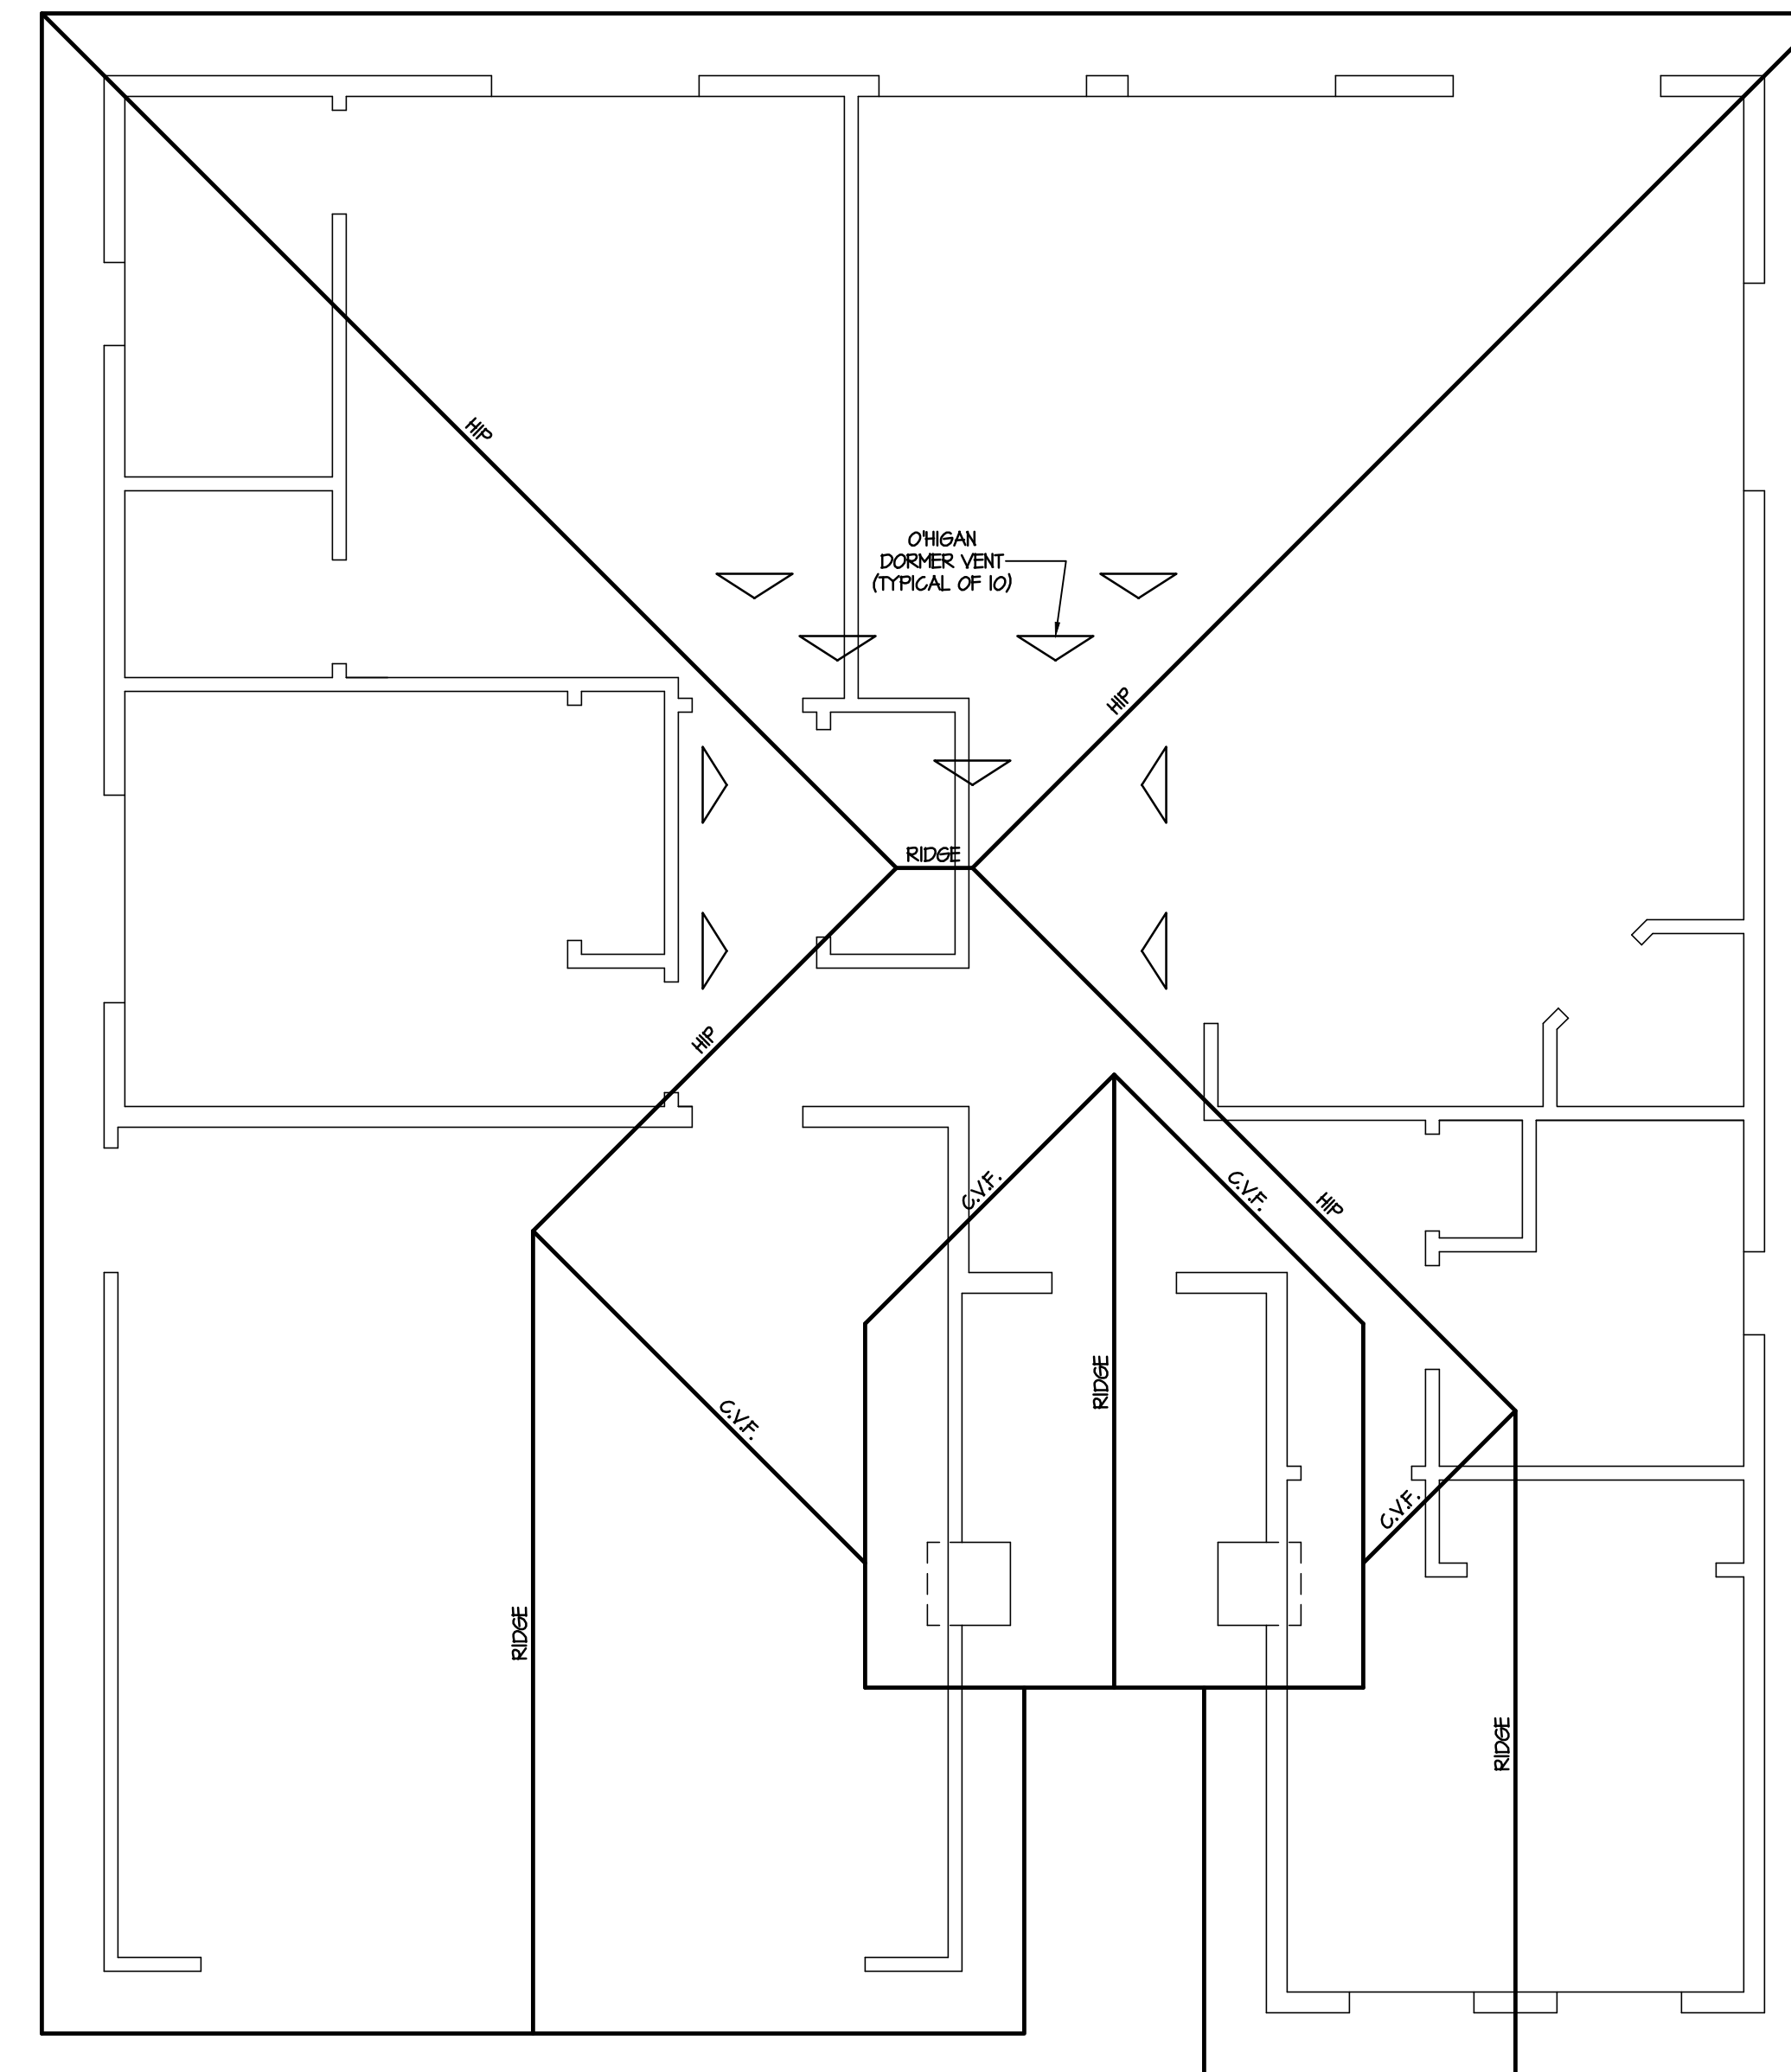 HIP
O'HIGAN
DORMER VENT
(TYPICAL OF 10)
HIP
RIDGE
HIP
C.V.F.
C.V.F.
HIP
RIDGE
C.V.F.
C.V.F.
RIDGE
RIDGE